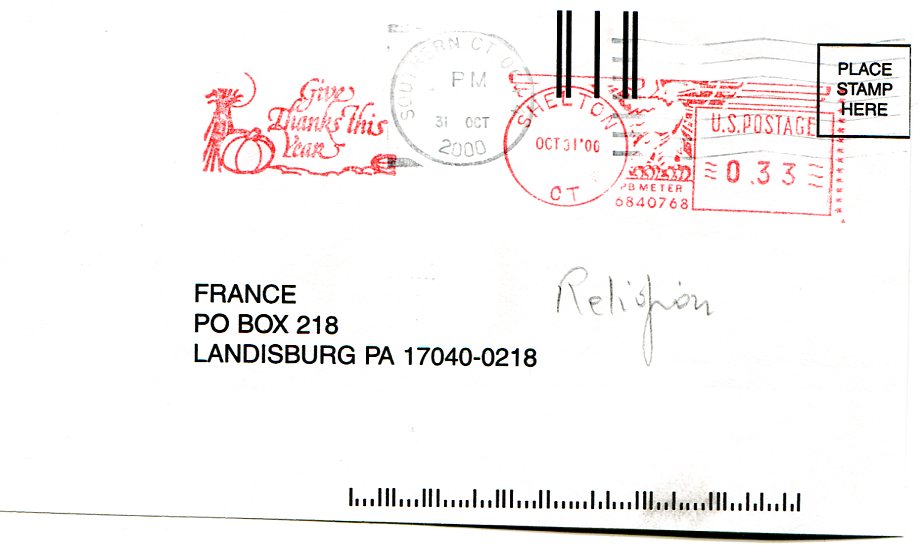 Give
Thanks This
Year
SOUTHERN CT
PM
31 OCT
2000
SHELTON
OCT 31 '00
CT
PB METER
6840768
U.S. POSTAGE
0.33
PLACE
STAMP
HERE
FRANCE
PO BOX 218
LANDISBURG PA 17040-0218
Religion